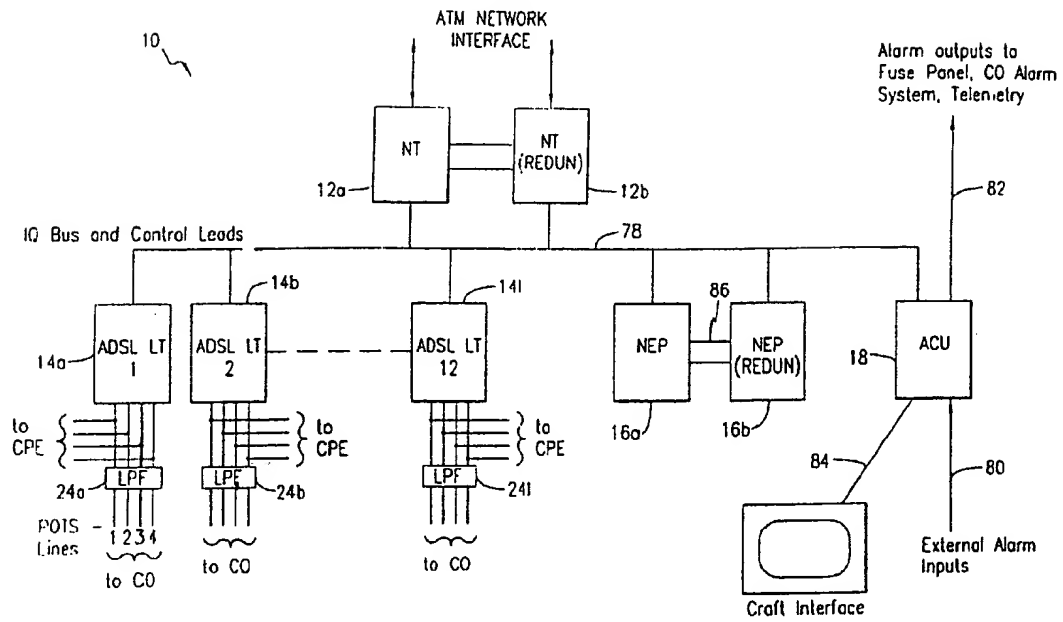 ATM NETWORK
INTERFACE
10
Alarm outputs to
Fuse Panel, CO Alarm
System, Telemetry
NT
NT
(REDUN)
12a
12b
82
IQ Bus and Control Leads
78
14b
14l
86
14a
ADSL LT
1
ADSL LT
2
ADSL LT
12
NEP
NEP
(REDUN)
18
ACU
16a
16b
to
CPE
to
CPE
to
CPE
24a
LPF
LPF
24b
LPF
24l
84
80
POTS
Lines
1 2 3 4
to CO
to CO
to CO
External Alarm
Inputs
Craft Interface